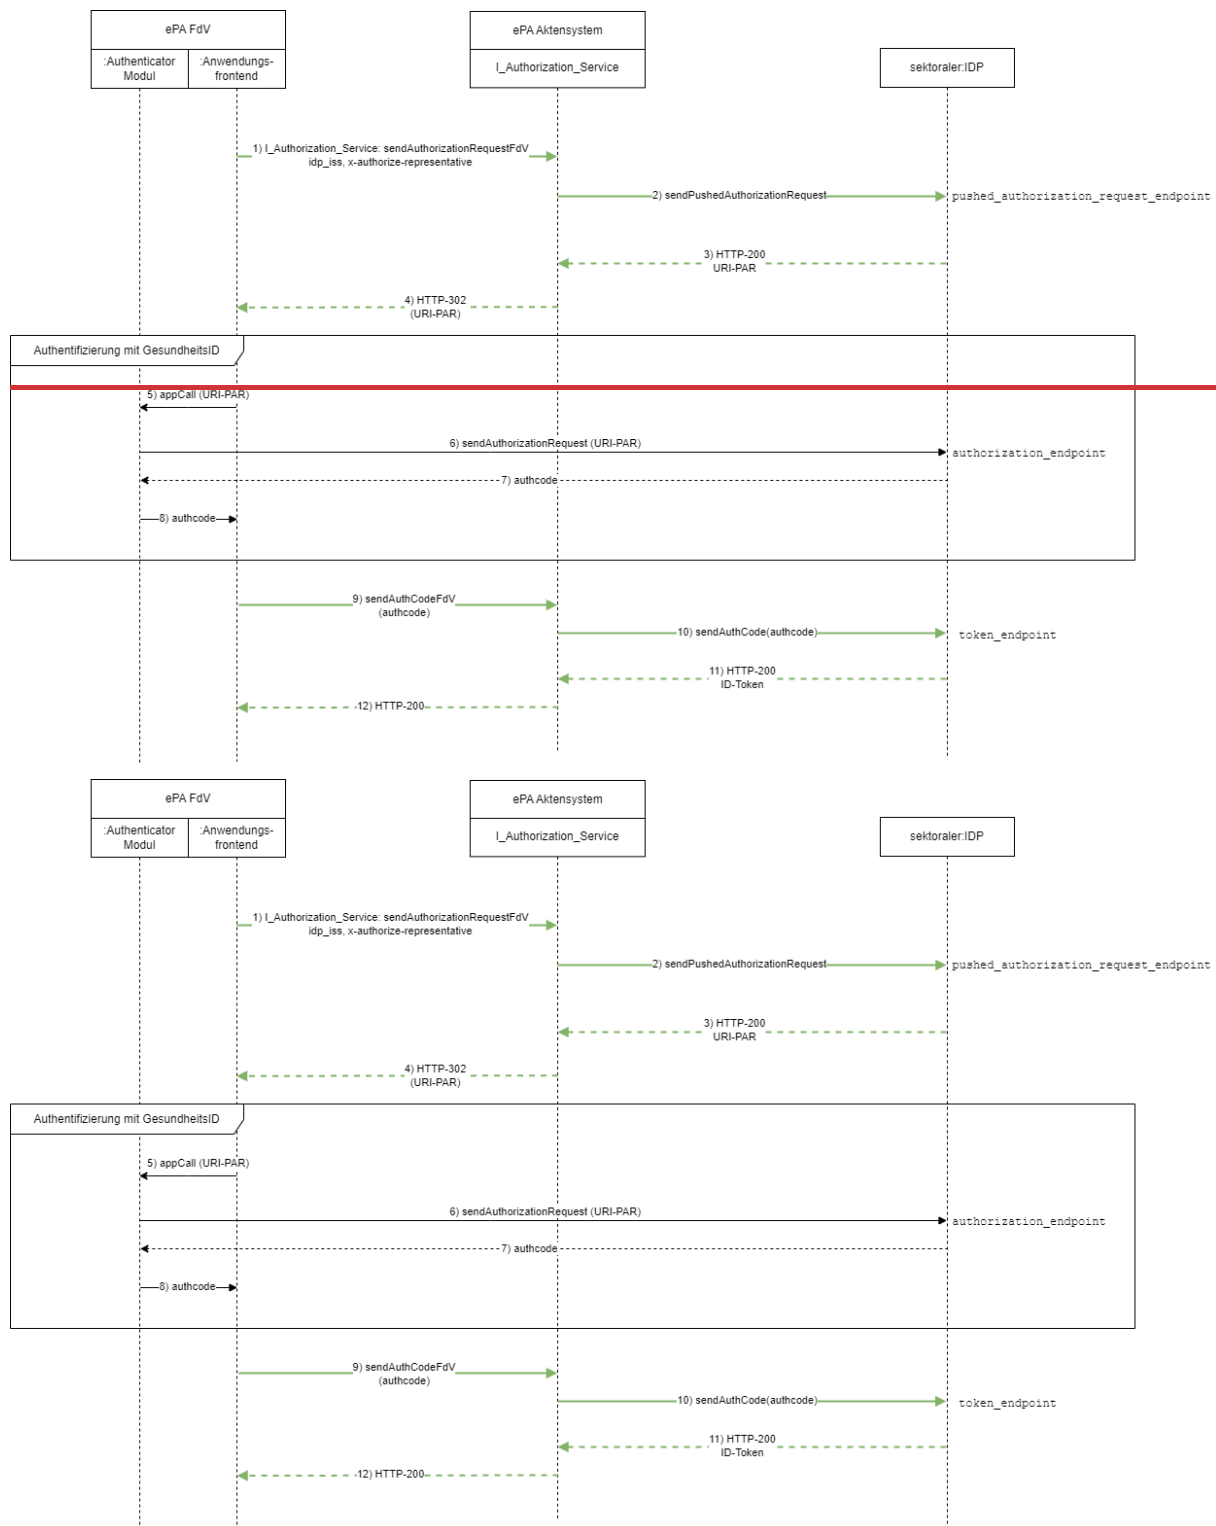 ePA FdV
ePA Aktensystem
:Authenticator
Modul
:Anwendungs-
frontend
I_Authorization_Service
sektoraler:IDP
1) I_Authorization_Service: sendAuthorizationRequestFdV
idp_iss, x-authorize-representative
2) sendPushedAuthorizationRequest
pushed_authorization_request_endpoint
3) HTTP-200
URI-PAR
4) HTTP-302
(URI-PAR)
Authentifizierung mit GesundheitsID
5) appCall (URI-PAR)
6) sendAuthorizationRequest (URI-PAR)
authorization_endpoint
7) authcode
8) authcode
9) sendAuthCodeFdV
(authcode)
10) sendAuthCode(authcode)
token_endpoint
11) HTTP-200
ID-Token
12) HTTP-200
ePA FdV
ePA Aktensystem
:Authenticator
Modul
:Anwendungs-
frontend
I_Authorization_Service
sektoraler:IDP
1) I_Authorization_Service: sendAuthorizationRequestFdV
idp_iss, x-authorize-representative
2) sendPushedAuthorizationRequest
pushed_authorization_request_endpoint
3) HTTP-200
URI-PAR
4) HTTP-302
(URI-PAR)
Authentifizierung mit GesundheitsID
5) appCall (URI-PAR)
6) sendAuthorizationRequest (URI-PAR)
authorization_endpoint
7) authcode
8) authcode
9) sendAuthCodeFdV
(authcode)
10) sendAuthCode(authcode)
token_endpoint
11) HTTP-200
ID-Token
12) HTTP-200